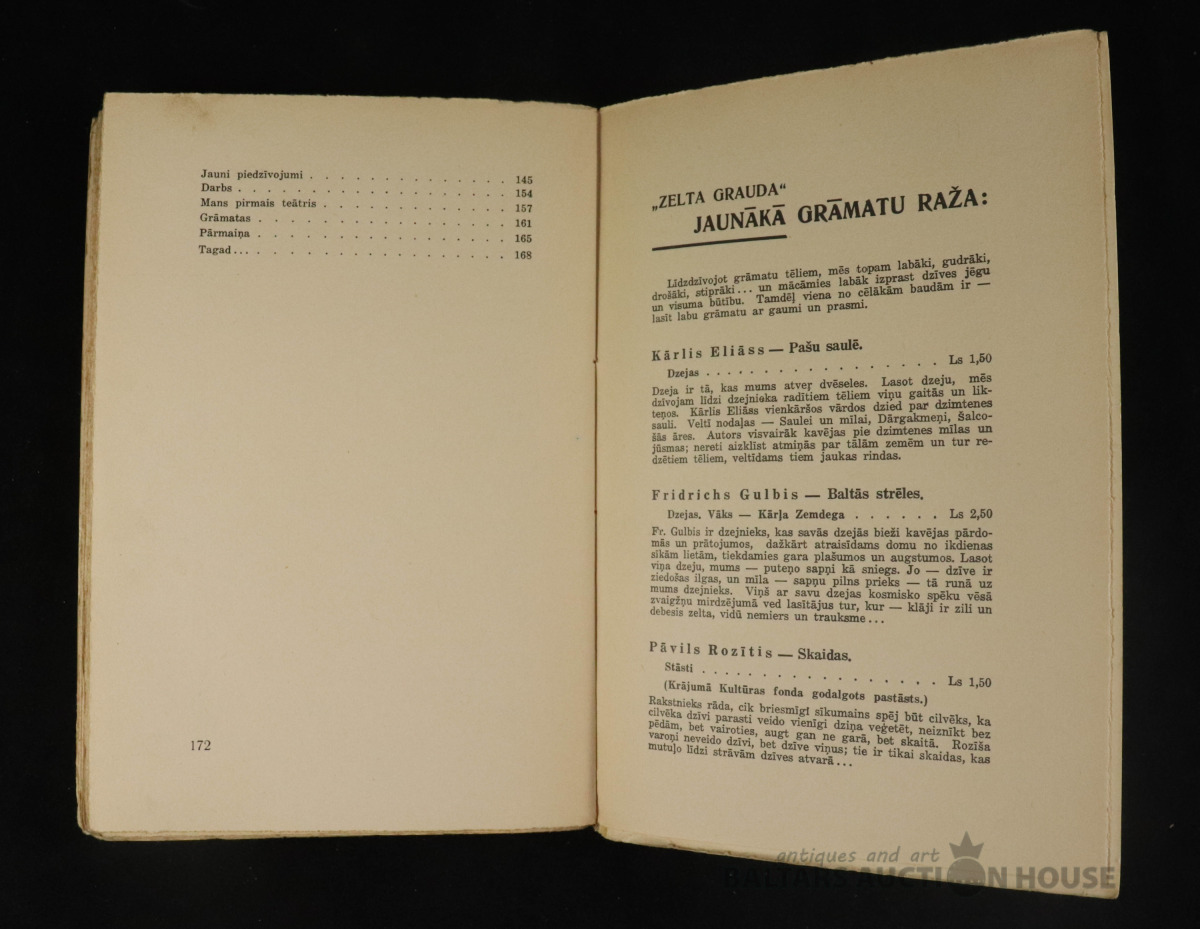 Jauni piedzīvojumi . . . . . . . . . . . . . . 145
Darbs . . . . . . . . . . . . . . . . . . 154
Mans pirmais teātris . . . . . . . . . . . . . 157
Grāmatas . . . . . . . . . . . . . . . . . 161
Pārmaiņa . . . . . . . . . . . . . . . . . 165
Tagad... . . . . . . . . . . . . . . . . . 168
172
„ZELTA GRAUDA“
JAUNĀKĀ GRĀMATU RAŽA:
Līdzdzīvojot grāmatu tēliem, mēs topam labāki, gudrāki,
drošāki, stiprāki... un mācāmies labāk izprast dzīves jēgu
un visuma būtību. Tamdēļ viena no cēlākām baudām ir —
lasīt labu grāmatu ar gaumi un prasmi.
Kārlis Eliāss — Pašu saulē.
Dzejas . . . . . . . . . . . . . . . . Ls 1,50
Dzeja ir tā, kas mums atveŗ dvēseles. Lasot dzeju, mēs
dzīvojam līdzi dzejnieka radītiem tēliem viņu gaitās un lik-
teņos. Kārlis Eliāss vienkāršos vārdos dzied par dzimtenes
sauli. Veltī nodaļas — Saulei un mīlai, Dārgakmeņi, Šalco-
šās āres. Autors visvairāk kavējas pie dzimtenes mīlas un
jūsmas; nereti aizklīst atmiņās par tālām zemēm un tur re-
dzētiem tēliem, veltīdams tiem jaukas rindas.
Fridrichs Gulbis — Baltās strēles.
Dzejas. Vāks — Kārļa Zemdega . . . . . . Ls 2,50
Fr. Gulbis ir dzejnieks, kas savās dzejās bieži kavējas pārdo-
mās un prātojumos, dažkārt atraisīdams domu no ikdienas
sīkām lietām, tiekdamies gara plašumos un augstumos. Lasot
viņa dzeju, mums — puteņo sapņi kā sniegs. Jo — dzīve ir
ziedošas ilgas, un mīla — sapņu pilns prieks — tā runā uz
mums dzejnieks. Viņš ar savu dzejas kosmisko spēku vēsā
zvaigžņu mirdzējumā ved lasītājus tur, kur — klāji ir zili un
debesis zelta, vidū nemiers un trauksme...
Pāvils Rozītis — Skaidas.
Stāsti . . . . . . . . . . . . . . . . Ls 1,50
(Krājumā Kultūras fonda godalgots pastāsts.)
Rakstnieks rāda, cik briesmīgi sīkumains spēj būt cilvēks, ka
cilvēka dzīvi parasti veido vienīgi dziņa veģetēt, neiznīkt bez
pēdām, bet vairoties, augt gan ne garā, bet skaitā. Rozīša
varoņi neveido dzīvi, bet dzīve viņus; tie ir tikai skaidas, kas
mutuļo līdzi strāvām dzīves atvarā...
antiques and art
BALTARS AUCTION HOUSE